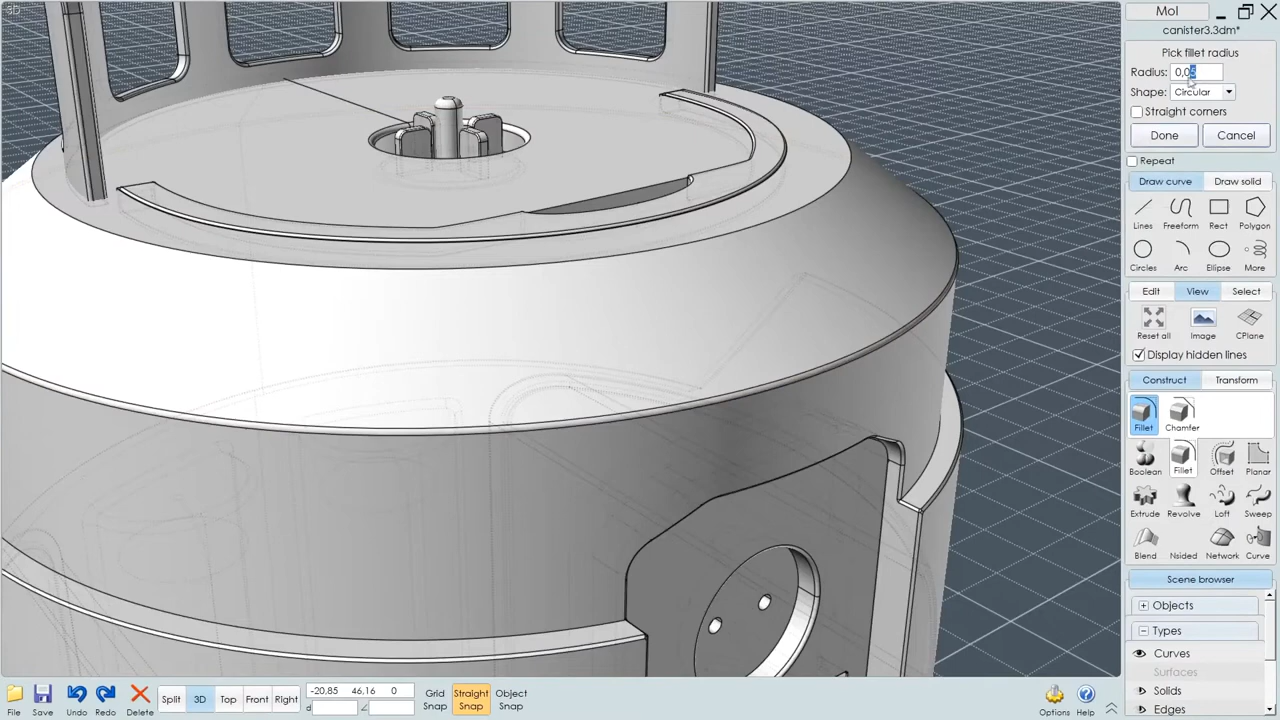 3D
MoI
canister3.3dm*
Pick fillet radius
Radius: 0,05
Shape: Circular
Straight corners
Done Cancel
Repeat
Draw curve Draw solid
Lines Freeform Rect Polygon
Circles Arc Ellipse More
Edit View Select
Reset all Image CPlane
Display hidden lines
Construct Transform
Fillet Chamfer
Boolean Fillet Offset Planar
Extrude Revolve Loft Sweep
Blend Nsided Network Curve
Scene browser
Objects
Types
Curves
Surfaces
Solids
Edges
File Save Undo Redo Delete Split 3D Top Front Right
-20,85 46,16 0
d
Grid Snap
Straight Snap
Object Snap
Options Help